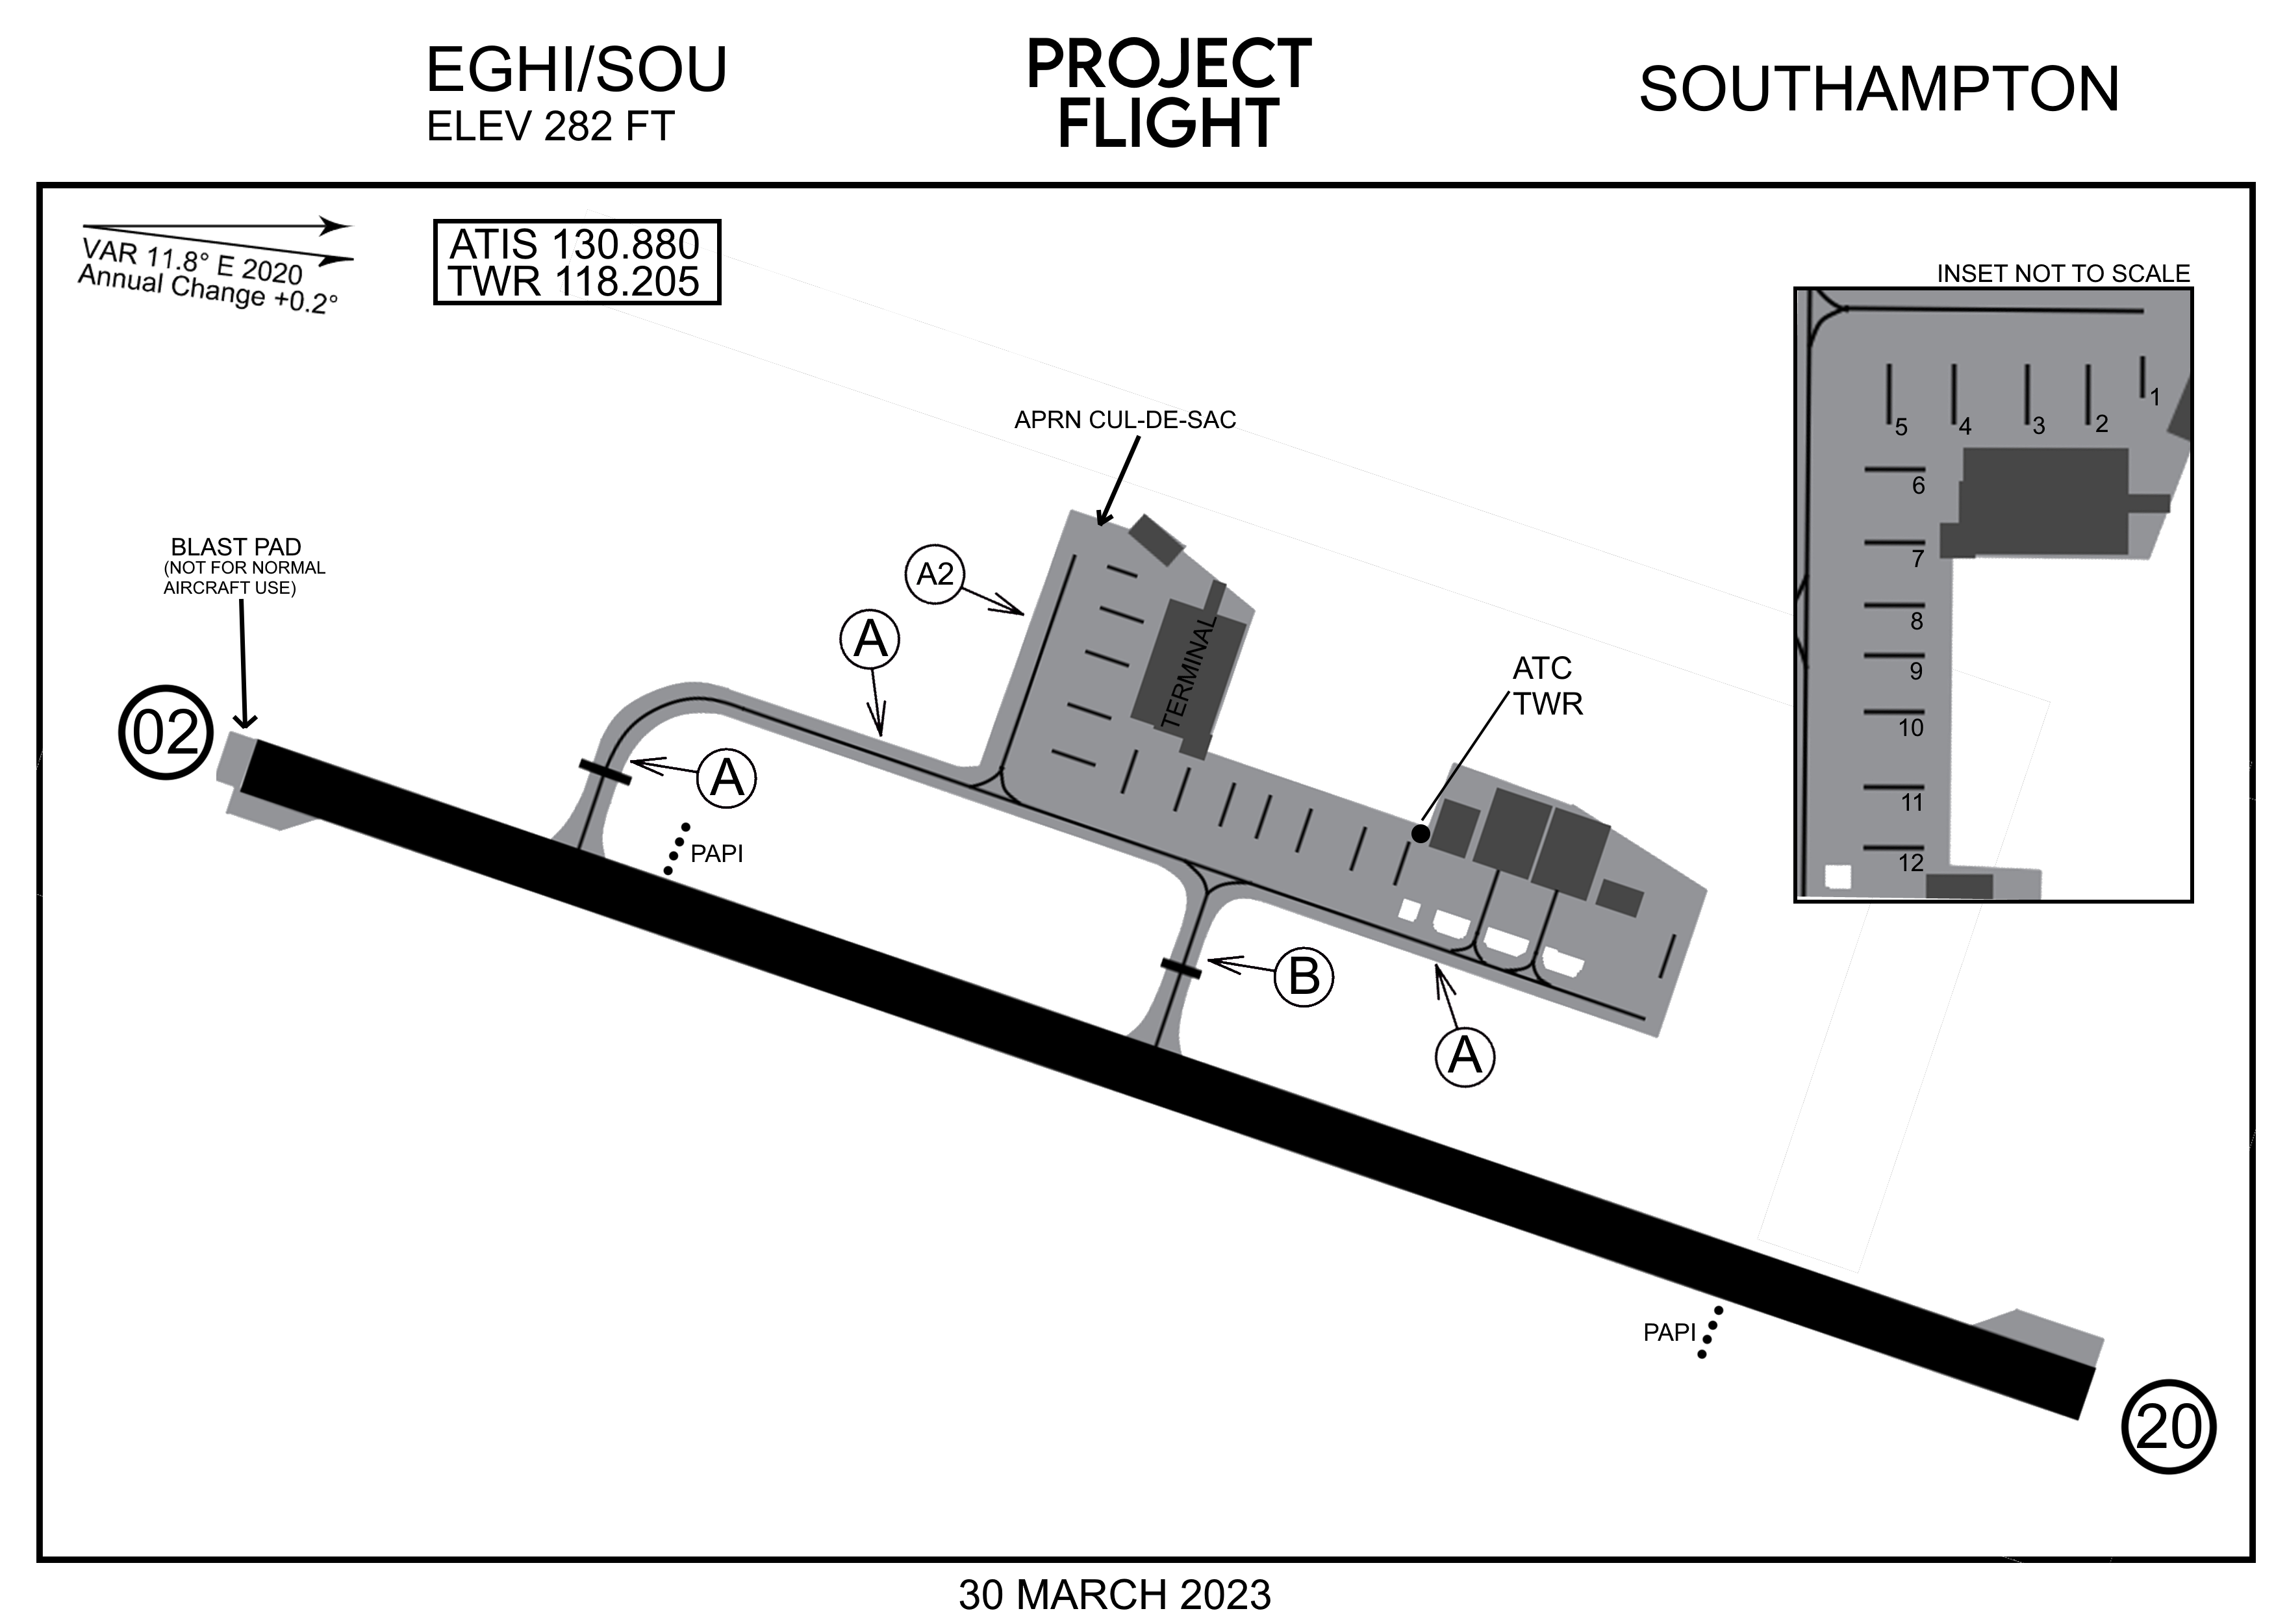 EGHI/SOU
ELEV 282 FT
PROJECT
FLIGHT
SOUTHAMPTON
VAR 11.8° E 2020
Annual Change +0.2°
ATIS 130.880
TWR 118.205
INSET NOT TO SCALE
1
5
4
3
2
6
7
8
9
10
11
12
APRN CUL-DE-SAC
BLAST PAD
(NOT FOR NORMAL
AIRCRAFT USE)
A2
A
TERMINAL
ATC
TWR
02
A
PAPI
B
A
PAPI
20
30 MARCH 2023